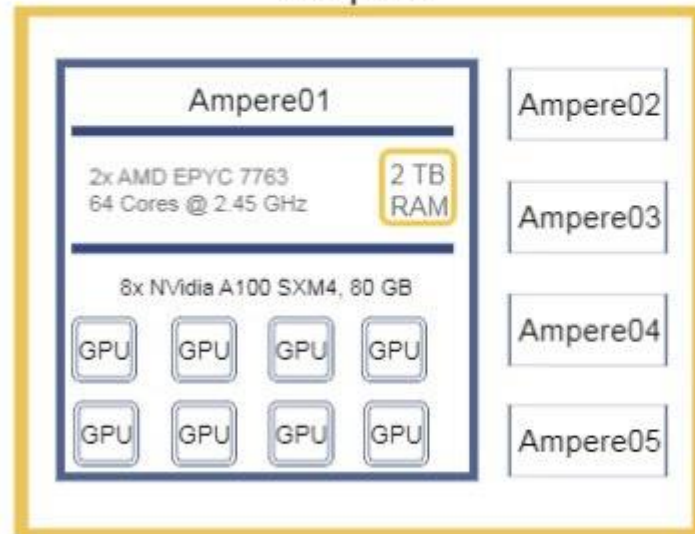 Ampere01
2x AMD EPYC 7763
64 Cores @ 2.45 GHz
2 TB
RAM
8x NVidia A100 SXM4, 80 GB
GPU GPU GPU GPU
GPU GPU GPU GPU
Ampere02
Ampere03
Ampere04
Ampere05